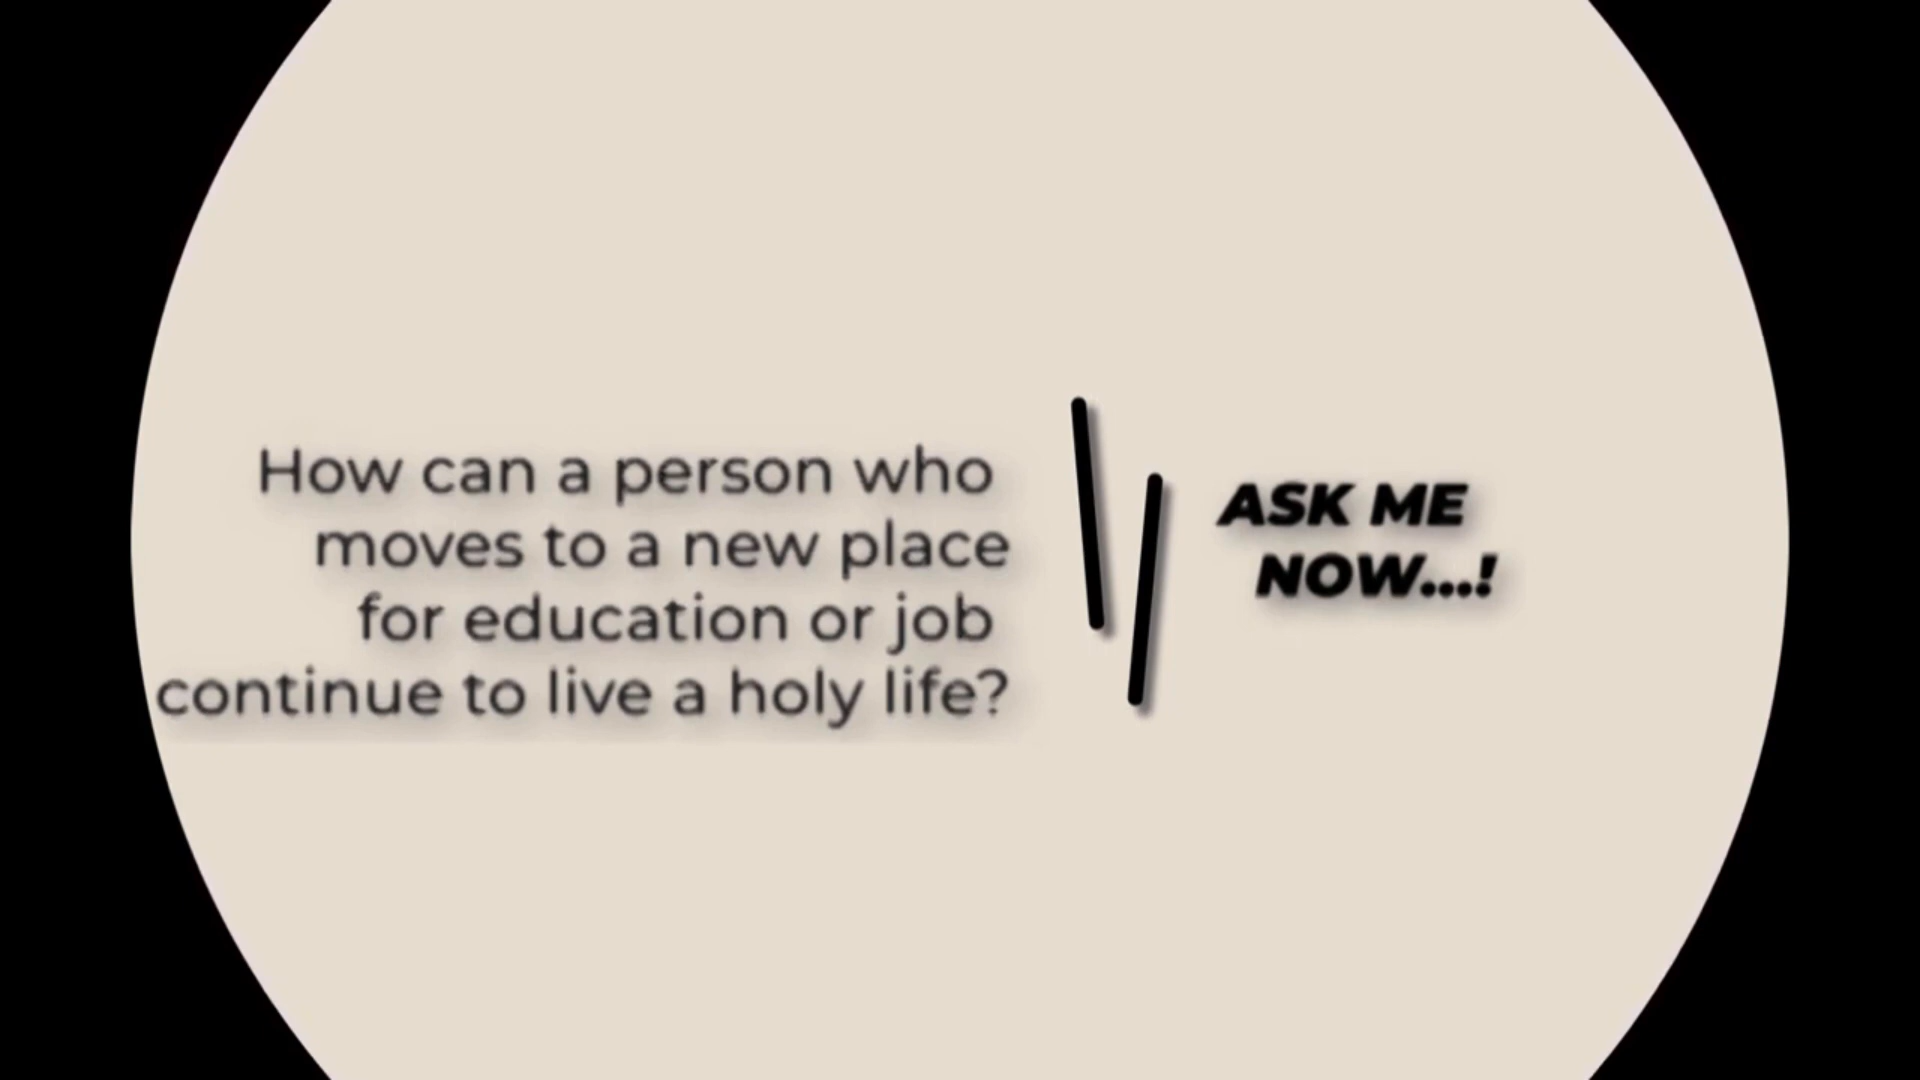 How can a person who
moves to a new place
for education or job
continue to live a holy life?
ASK ME
NOW...!